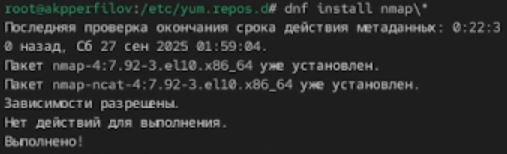 root@akpperfilov:/etc/yum.repos.d# dnf install nmap\*
Последняя проверка окончания срока действия метаданных: 0:22:3
0 назад, Сб 27 сен 2025 01:59:04.
Пакет nmap-4:7.92-3.el10.x86_64 уже установлен.
Пакет nmap-ncat-4:7.92-3.el10.x86_64 уже установлен.
Зависимости разрешены.
Нет действий для выполнения.
Выполнено!